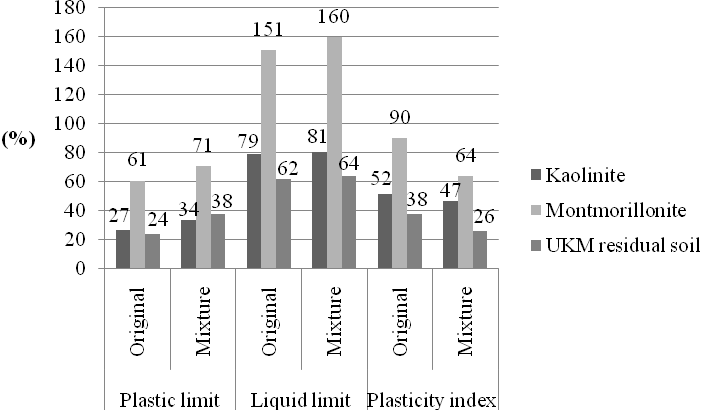 180
160
160
151
140
120
(%)
100
90
80
79
81
71
60
61
62
64
64
52
47
40
27
24
34
38
38
26
20
0
Kaolinite
Montmorillonite
UKM residual soil
Original
Mixture
Original
Mixture
Original
Mixture
Plastic limit
Liquid limit
Plasticity index